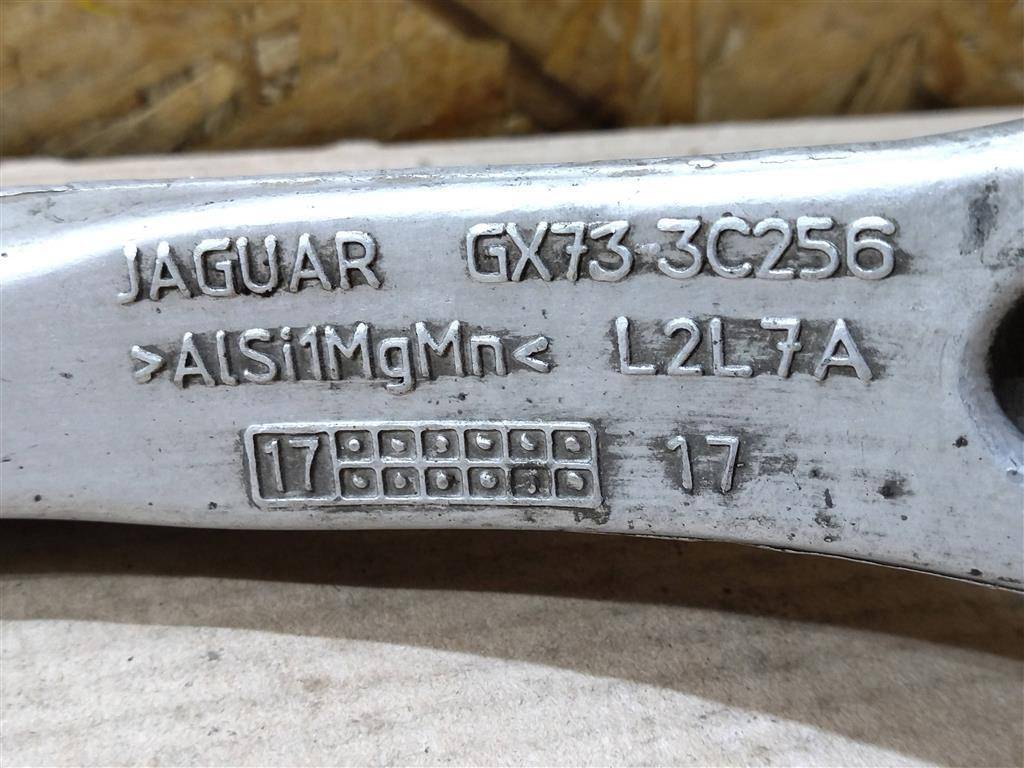 JAGUAR GX73-3C256
>AlSi1MgMn< L2L7A
17 17